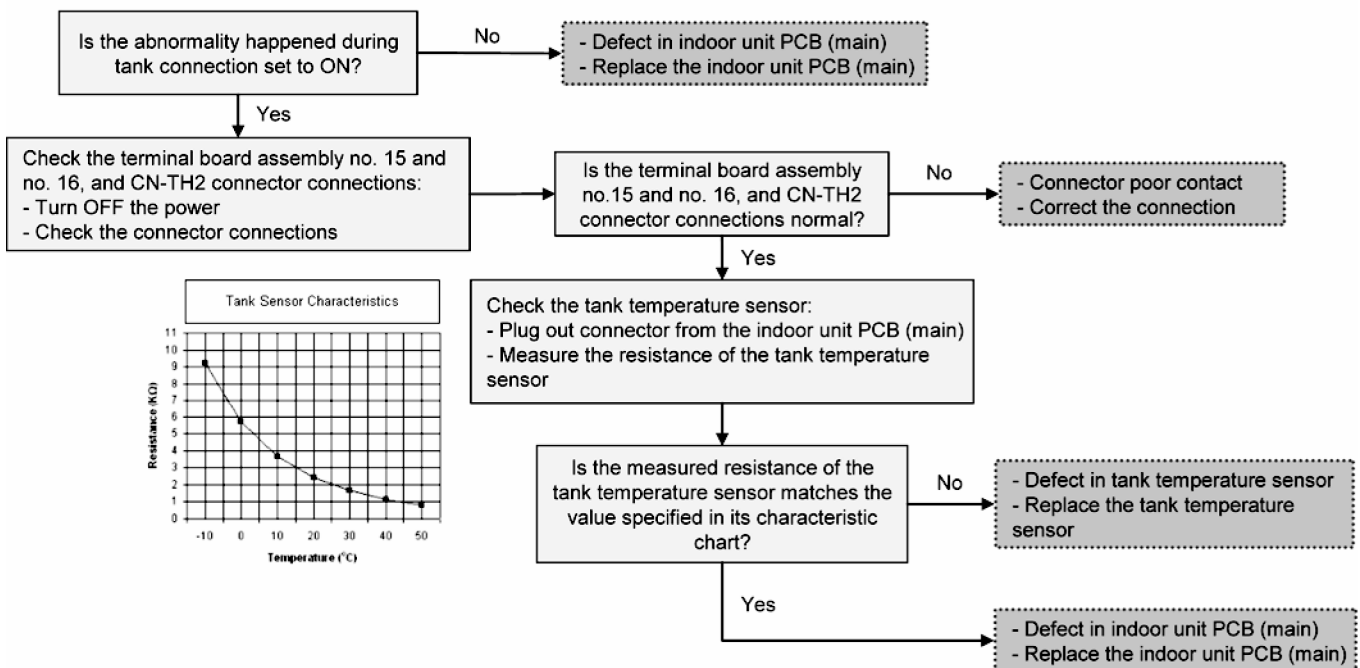 Is the abnormality happened during
tank connection set to ON?
No
- Defect in indoor unit PCB (main)
- Replace the indoor unit PCB (main)
Yes
Check the terminal board assembly no. 15 and
no. 16, and CN-TH2 connector connections:
- Turn OFF the power
- Check the connector connections
Is the terminal board assembly
no.15 and no. 16, and CN-TH2
connector connections normal?
No
- Connector poor contact
- Correct the connection
Yes
Tank Sensor Characteristics
11
10
9
8
7
6
5
4
3
2
1
0
Resistance (KΩ)
-10 0 10 20 30 40 50
Temperature (°C)
Check the tank temperature sensor:
- Plug out connector from the indoor unit PCB (main)
- Measure the resistance of the tank temperature
sensor
Is the measured resistance of the
tank temperature sensor matches the
value specified in its characteristic
chart?
No
- Defect in tank temperature sensor
- Replace the tank temperature
sensor
Yes
- Defect in indoor unit PCB (main)
- Replace the indoor unit PCB (main)